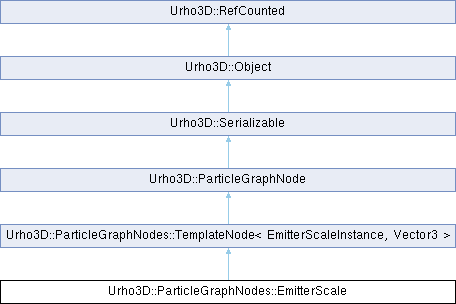 Urho3D::RefCounted
Urho3D::Object
Urho3D::Serializable
Urho3D::ParticleGraphNode
Urho3D::ParticleGraphNodes::TemplateNode< EmitterScaleInstance, Vector3 >
Urho3D::ParticleGraphNodes::EmitterScale